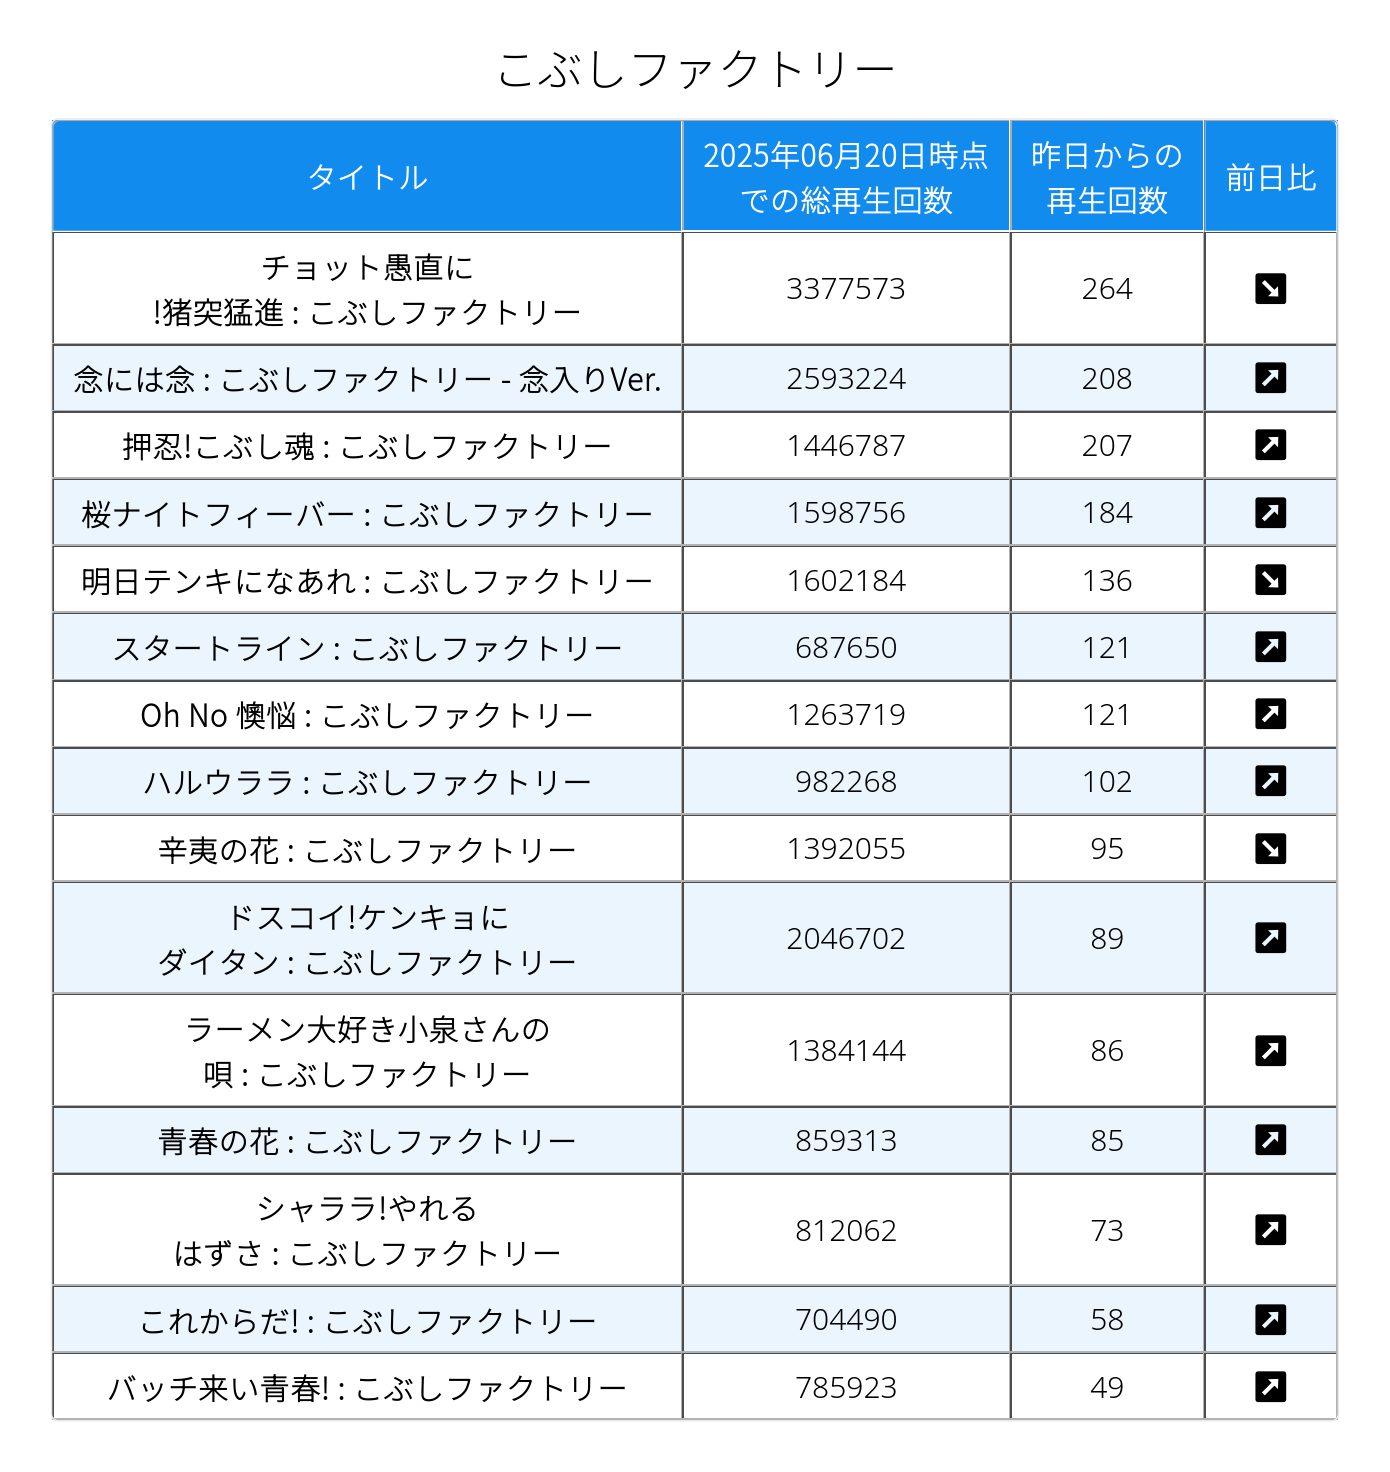 こぶしファクトリー
タイトル
2025年06月20日時点
での総再生回数
昨日からの
再生回数
前日比
チョット愚直に
!猪突猛進 : こぶしファクトリー
3377573
264
念には念 : こぶしファクトリー - 念入りVer.
2593224
208
押忍!こぶし魂 : こぶしファクトリー
1446787
207
桜ナイトフィーバー : こぶしファクトリー
1598756
184
明日テンキになあれ : こぶしファクトリー
1602184
136
スタートライン : こぶしファクトリー
687650
121
Oh No 懊悩 : こぶしファクトリー
1263719
121
ハルウララ : こぶしファクトリー
982268
102
辛夷の花 : こぶしファクトリー
1392055
95
ドスコイ!ケンキョに
ダイタン : こぶしファクトリー
2046702
89
ラーメン大好き小泉さんの
唄 : こぶしファクトリー
1384144
86
青春の花 : こぶしファクトリー
859313
85
シャララ!やれる
はずさ : こぶしファクトリー
812062
73
これからだ! : こぶしファクトリー
704490
58
バッチ来い青春! : こぶしファクトリー
785923
49